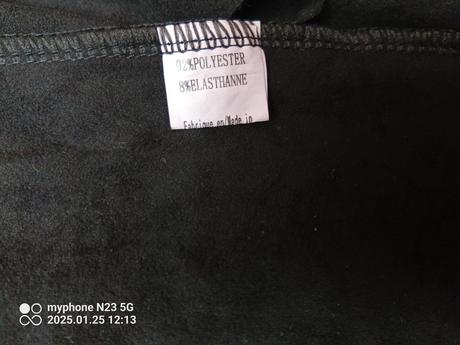 92%POLYESTER
8%ELASTHANNE
Fabrique en/Made in
myphone N23 5G
2025.01.25 12:13